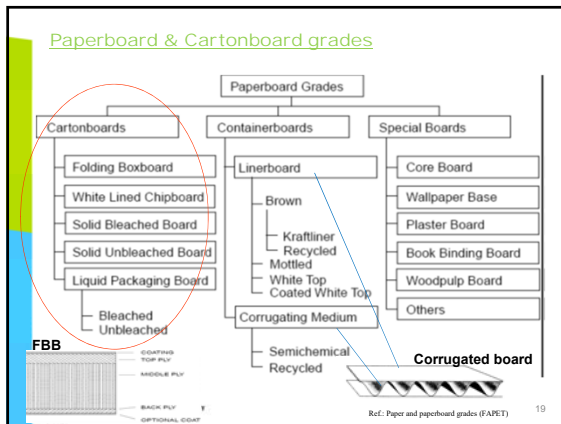 Paperboard & Cartonboard grades
Paperboard Grades
Cartonboards
Folding Boxboard
White Lined Chipboard
Solid Bleached Board
Solid Unbleached Board
Liquid Packaging Board
Bleached
Unbleached
Containerboards
Linerboard
Brown
Kraftliner
Recycled
Mottled
White Top
Coated White Top
Corrugating Medium
Semichemical
Recycled
Special Boards
Core Board
Wallpaper Base
Plaster Board
Book Binding Board
Woodpulp Board
Others
FBB
COATING
TOP PLY
MIDDLE PLY
BACK PLY
OPTIONAL COAT
Corrugated board
Ref.: Paper and paperboard grades (FAPET)
19